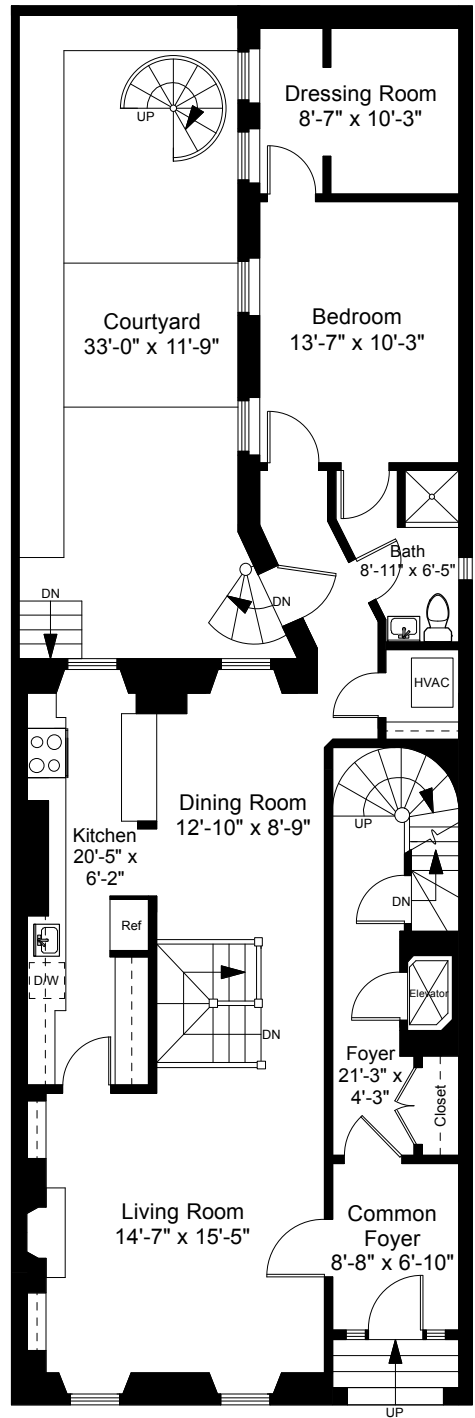 Dressing Room
8'-7" x 10'-3"
UP
Courtyard
33'-0" x 11'-9"
Bedroom
13'-7" x 10'-3"
Bath
8'-11" x 6'-5"
DN
DN
HVAC
Dining Room
12'-10" x 8'-9"
UP
Kitchen
20'-5" x
6'-2"
DN
Ref
D/W
Elevator
DN
Foyer
21'-3" x
4'-3"
Closet
Living Room
14'-7" x 15'-5"
Common
Foyer
8'-8" x 6'-10"
UP